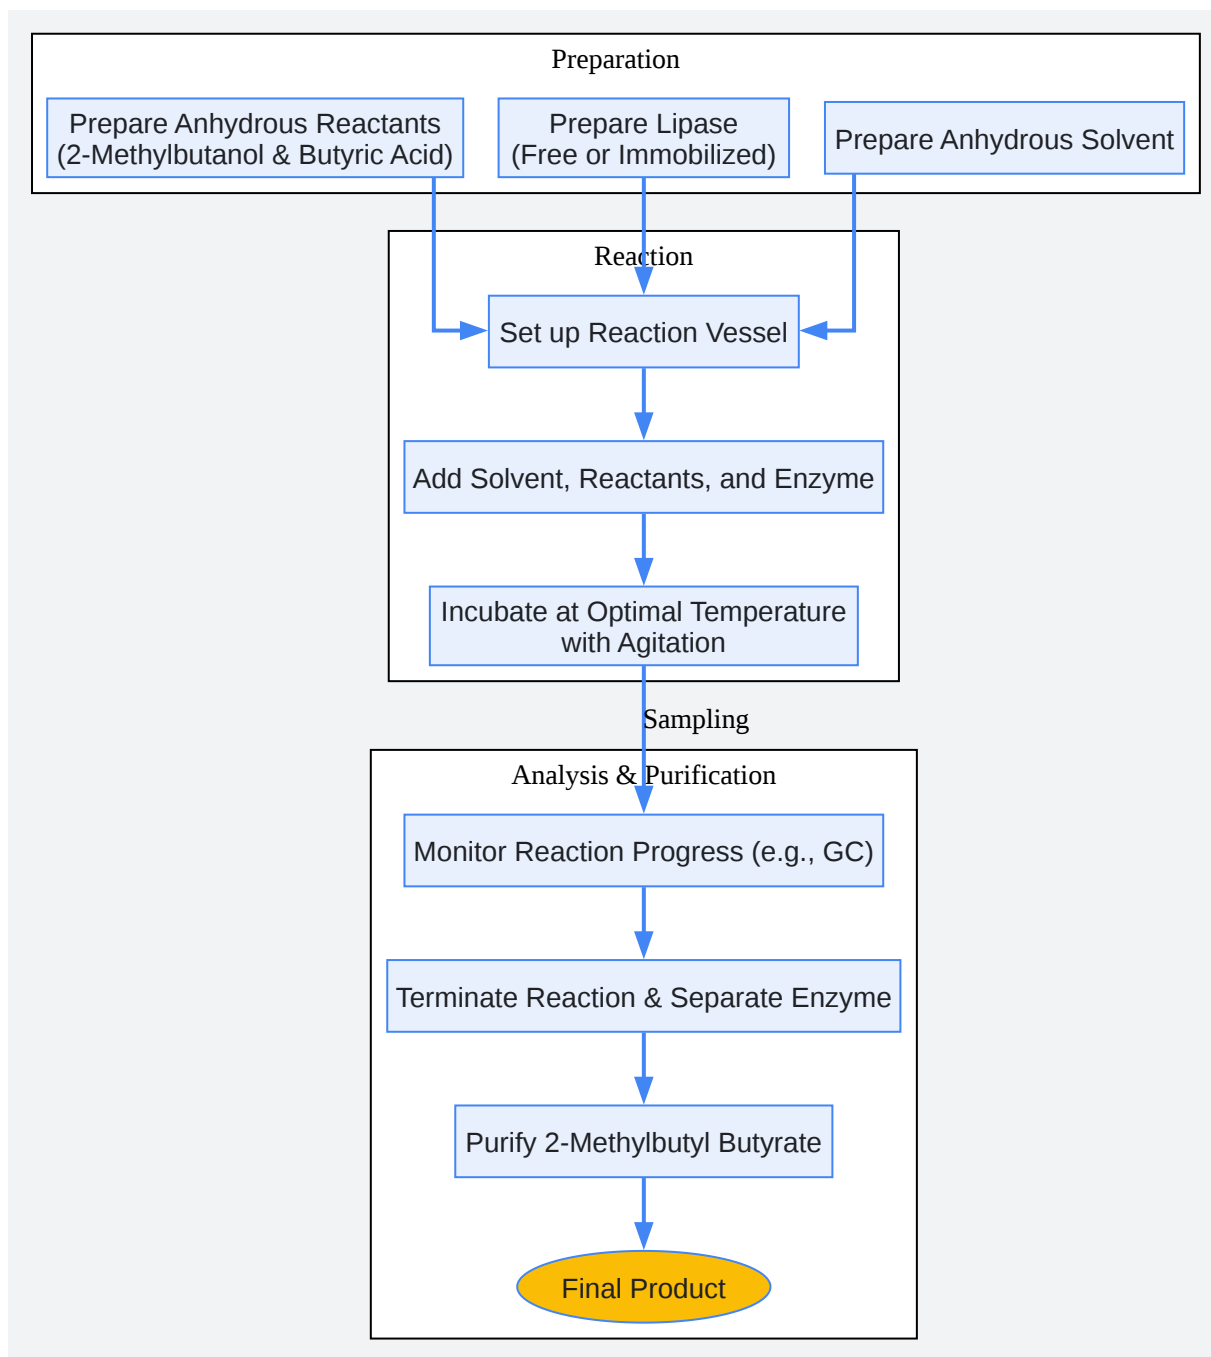 Preparation
Prepare Anhydrous Reactants
(2-Methylbutanol & Butyric Acid)
Prepare Lipase
(Free or Immobilized)
Prepare Anhydrous Solvent
Reaction
Set up Reaction Vessel
Add Solvent, Reactants, and Enzyme
Incubate at Optimal Temperature
with Agitation
Sampling
Analysis & Purification
Monitor Reaction Progress (e.g., GC)
Terminate Reaction & Separate Enzyme
Purify 2-Methylbutyl Butyrate
Final Product